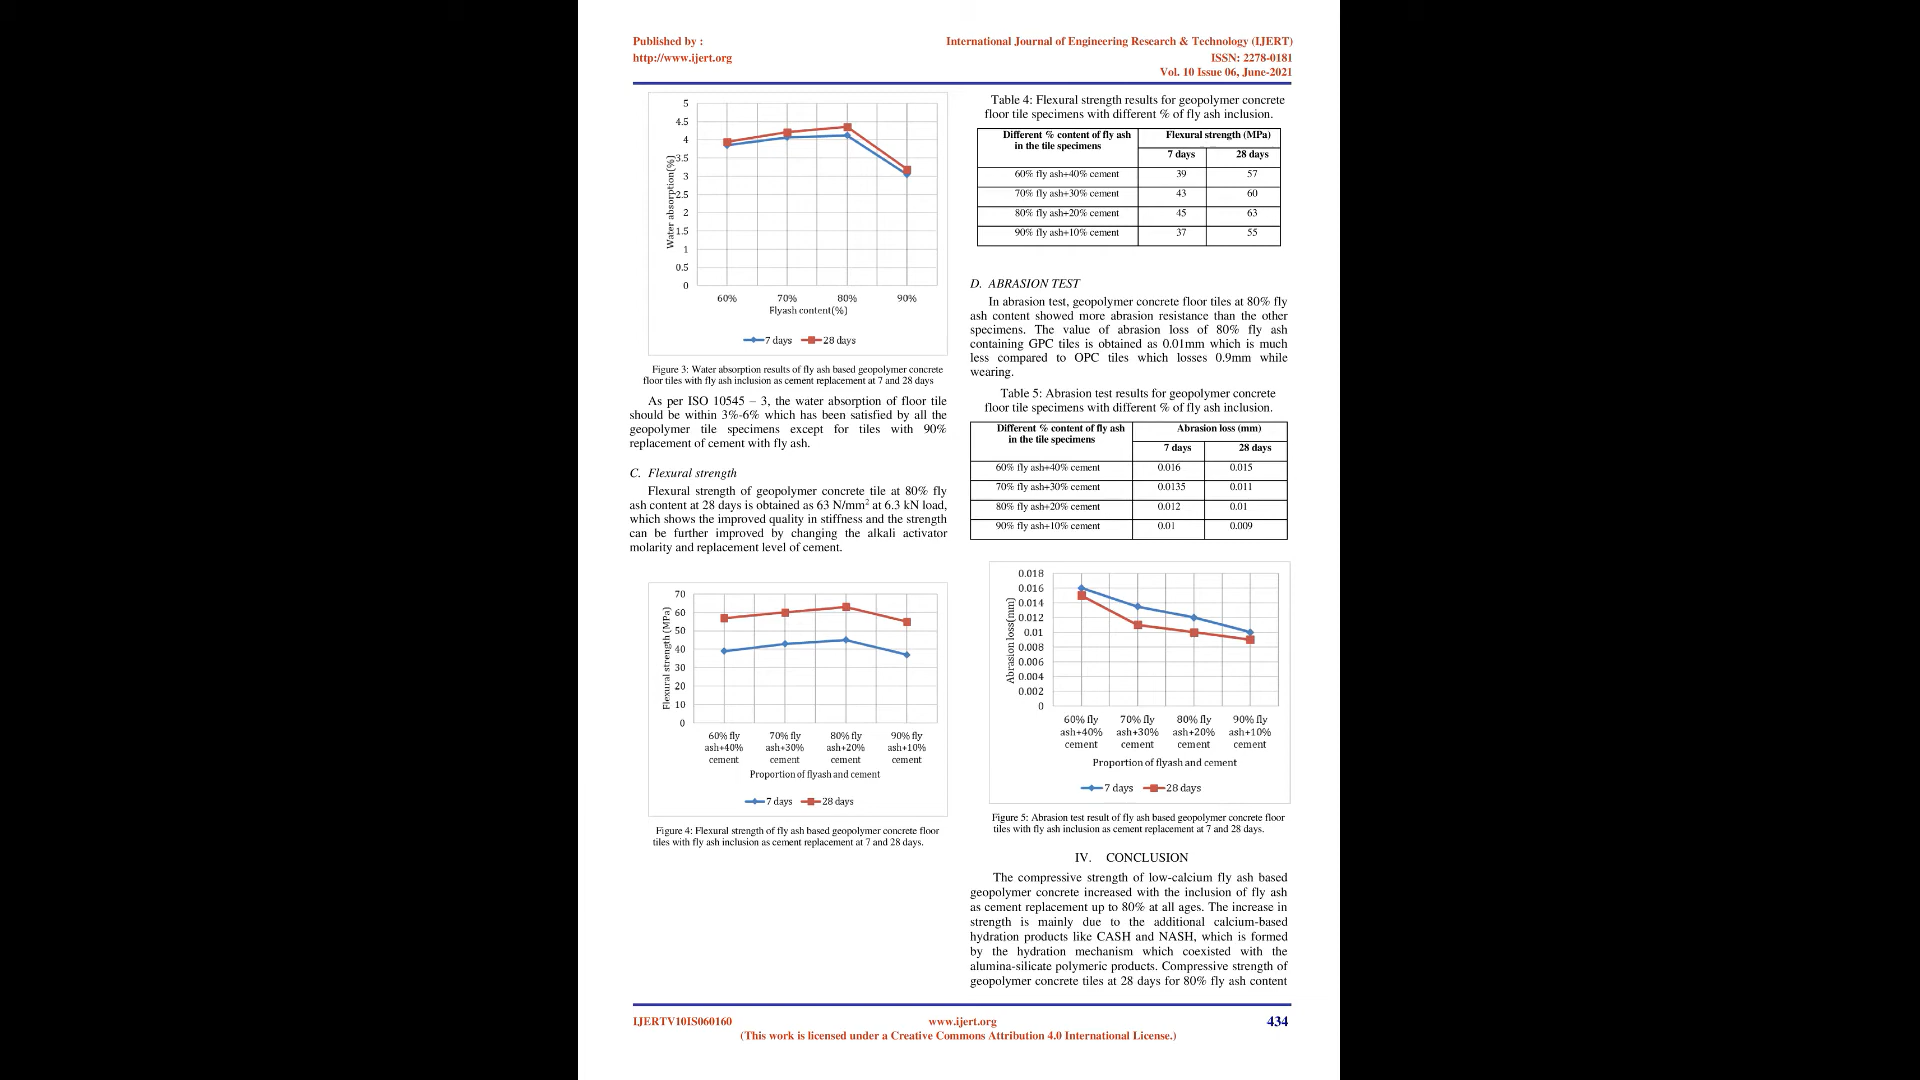 Published by :
http://www.ijert.org
International Journal of Engineering Research & Technology (IJERT)
ISSN: 2278-0181
Vol. 10 Issue 06, June-2021
5
4.5
4
3.5
3
2.5
2
1.5
1
0.5
0
Water absorption(%)
60% 70% 80% 90%
Flyash content(%)
7 days 28 days
Figure 3: Water absorption results of fly ash based geopolymer concrete
floor tiles with fly ash inclusion as cement replacement at 7 and 28 days
As per ISO 10545 – 3, the water absorption of floor tile
should be within 3%-6% which has been satisfied by all the
geopolymer tile specimens except for tiles with 90%
replacement of cement with fly ash.
C. Flexural strength
Flexural strength of geopolymer concrete tile at 80% fly
ash content at 28 days is obtained as 63 N/mm² at 6.3 kN load,
which shows the improved quality in stiffness and the strength
can be further improved by changing the alkali activator
molarity and replacement level of cement.
70
60
50
40
30
20
10
0
Flexural strength (MPa)
60% fly 70% fly 80% fly 90% fly
ash+40% ash+30% ash+20% ash+10%
cement cement cement cement
Proportion of flyash and cement
7 days 28 days
Figure 4: Flexural strength of fly ash based geopolymer concrete floor
tiles with fly ash inclusion as cement replacement at 7 and 28 days.
Table 4: Flexural strength results for geopolymer concrete
floor tile specimens with different % of fly ash inclusion.
Different % content of fly ash Flexural strength (MPa)
in the tile specimens
7 days 28 days
60% fly ash+40% cement 39 57
70% fly ash+30% cement 43 60
80% fly ash+20% cement 45 63
90% fly ash+10% cement 37 55
D. ABRASION TEST
In abrasion test, geopolymer concrete floor tiles at 80% fly
ash content showed more abrasion resistance than the other
specimens. The value of abrasion loss of 80% fly ash
containing GPC tiles is obtained as 0.01mm which is much
less compared to OPC tiles which losses 0.9mm while
wearing.
Table 5: Abrasion test results for geopolymer concrete
floor tile specimens with different % of fly ash inclusion.
Different % content of fly ash Abrasion loss (mm)
in the tile specimens
7 days 28 days
60% fly ash+40% cement 0.016 0.015
70% fly ash+30% cement 0.0135 0.011
80% fly ash+20% cement 0.012 0.01
90% fly ash+10% cement 0.01 0.009
0.018
0.016
0.014
0.012
0.01
0.008
0.006
0.004
0.002
0
Abrasion loss(mm)
60% fly 70% fly 80% fly 90% fly
ash+40% ash+30% ash+20% ash+10%
cement cement cement cement
Proportion of flyash and cement
7 days 28 days
Figure 5: Abrasion test result of fly ash based geopolymer concrete floor
tiles with fly ash inclusion as cement replacement at 7 and 28 days.
IV. CONCLUSION
The compressive strength of low-calcium fly ash based
geopolymer concrete increased with the inclusion of fly ash
as cement replacement up to 80% at all ages. The increase in
strength is mainly due to the additional calcium-based
hydration products like CASH and NASH, which is formed
by the hydration mechanism which coexisted with the
alumina-silicate polymeric products. Compressive strength of
geopolymer concrete tiles at 28 days for 80% fly ash content
IJERTV10IS060160
www.ijert.org
434
(This work is licensed under a Creative Commons Attribution 4.0 International License.)